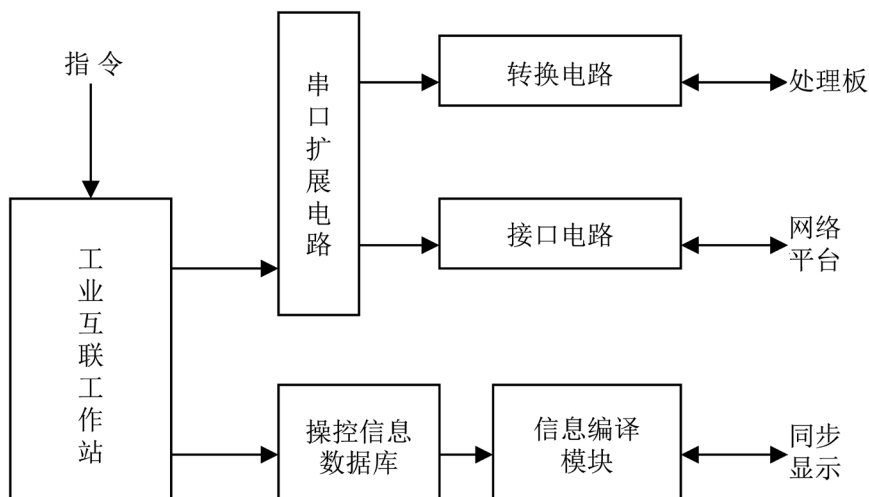 指令
工业互联工作站
串口扩展电路
转换电路
处理板
接口电路
网络
平台
操控信息
数据库
信息编译
模块
同步
显示